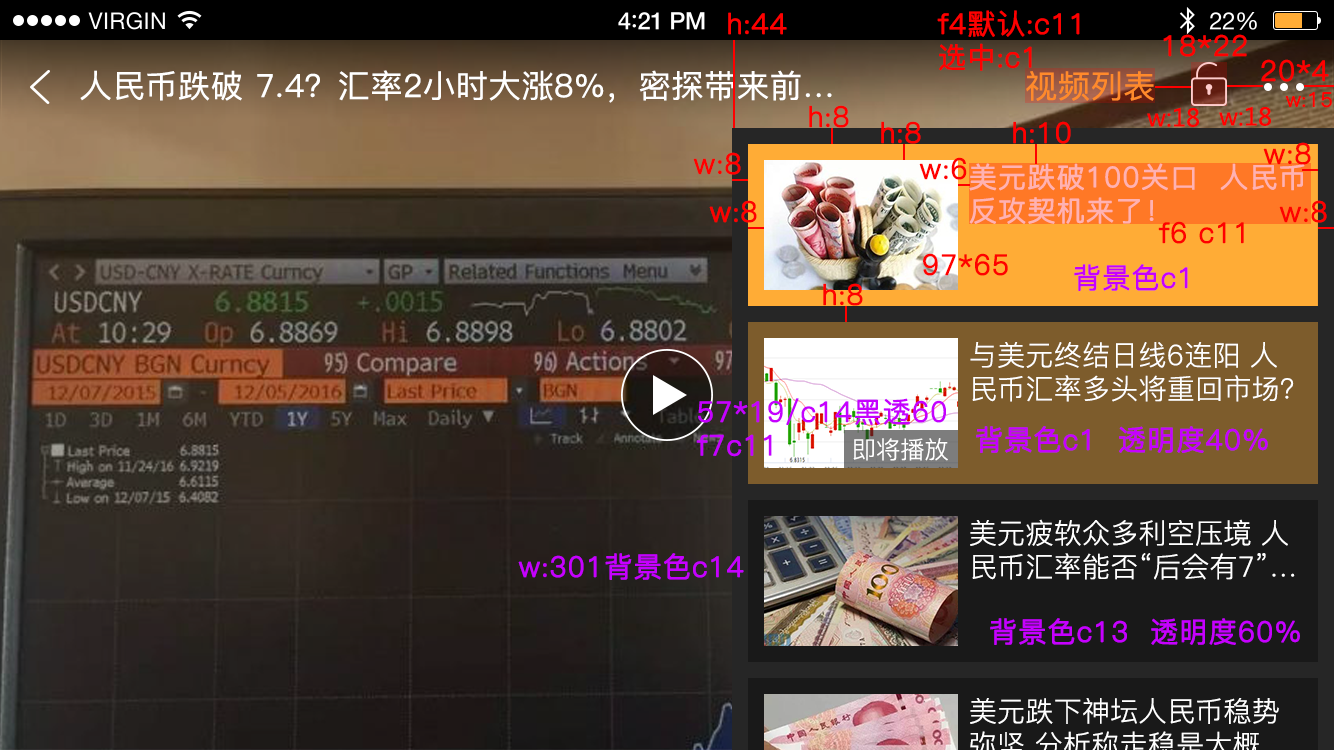 VIRGIN
4:21 PM
h:44
f4默认:c11
选中:c1
22%
18*22
20*4
w:15
w:18
w:18
人民币跌破 7.4？汇率2小时大涨8%，密探带来前...
视频列表
h:8
h:8
h:10
w:8
w:6
w:8
w:8
w:8
美元跌破100关口 人民币
反攻契机来了！
f6 c11
97*65
背景色c1
h:8
USD-CNY X-RATE Curncy
GP
Related Functions Menu
USDCNY
6.8815
+.0015
At 10:29 Op 6.8869 Hi 6.8898 Lo 6.8802
USDCNY BGN Curncy
95) Compare
96) Actions
97
12/07/2015
-
12/05/2016
Last Price
BGN
1D 3D 1M 6M YTD 1Y 5Y Max Daily
Table
Track
Last Price 6.8815
High on 11/24/16 6.9219
Average 6.6115
Low on 12/07/15 6.4082
与美元终结日线6连阳 人
民币汇率多头将重回市场？
57*19/c14黑透60
f7c11
即将播放
背景色c1 透明度40%
w:301背景色c14
美元疲软众多利空压境 人
民币汇率能否“后会有7”...
背景色c13 透明度60%
美元跌下神坛人民币稳势
弥坚 分析称走稳是大概